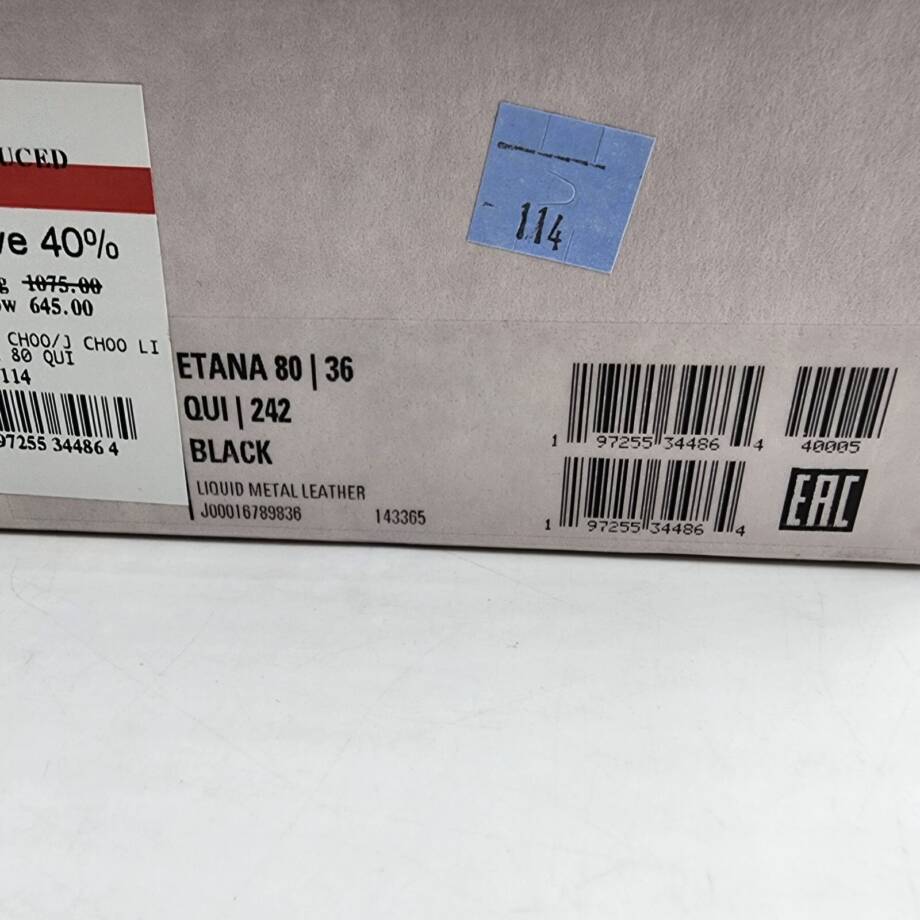 UCED
ve 40%
g 1075.00
ow 645.00
CHOO/J CHOO LI
80 QUI
114
97255 34486 4
114
ETANA 80 | 36
QUI | 242
BLACK
LIQUID METAL LEATHER
J00016789836 143365
1 97255 34486 4
40005
1 97255 34486 4
EAC